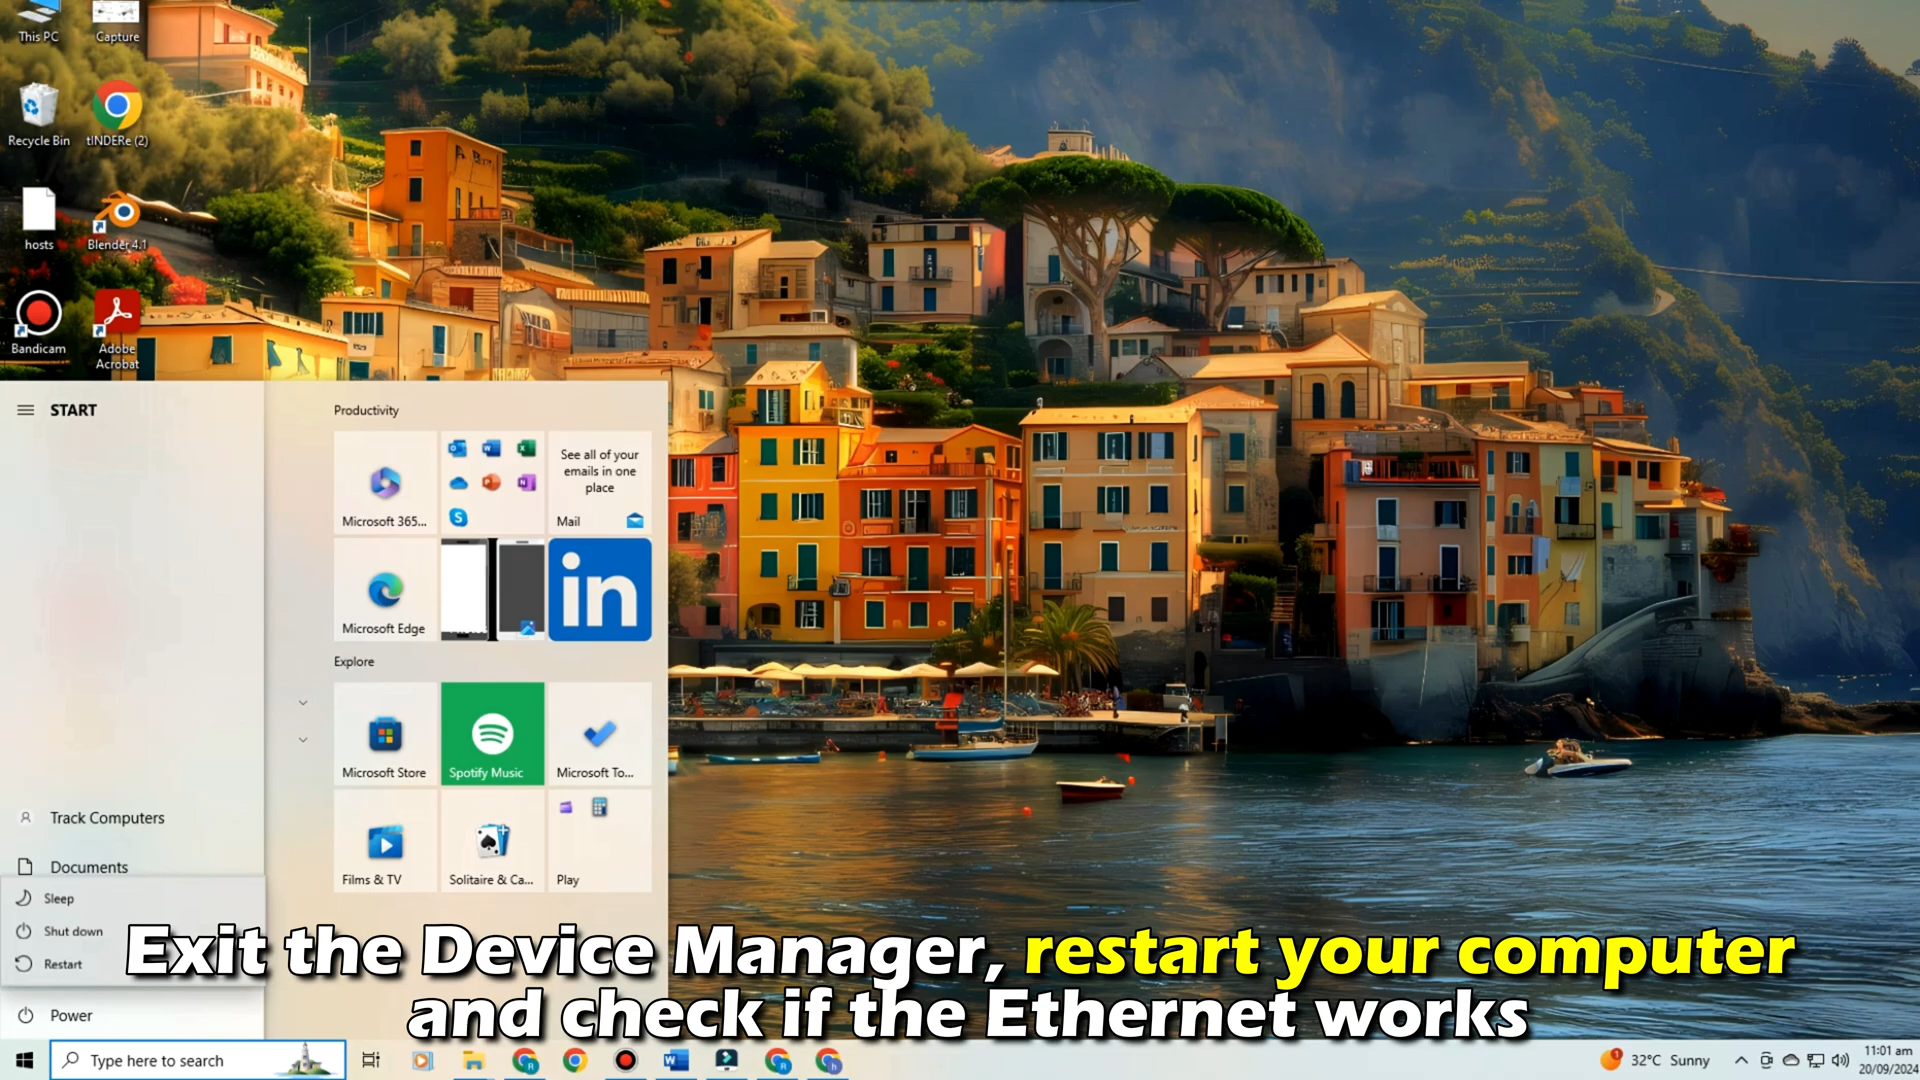 This PC
Capture
Recycle Bin
tINDERe (2)
hosts
Blender 4.1
Bandicam
Adobe
Acrobat
START
Productivity
Microsoft 365...
See all of your
emails in one
place
Mail
Microsoft Edge
in
Explore
Microsoft Store
Spotify Music
Microsoft To...
Films & TV
Solitaire & Ca...
Play
Track Computers
Documents
Sleep
Shut down
Restart
Power
Exit the Device Manager, restart your computer
and check if the Ethernet works
Type here to search
32°C Sunny
11:01 am
20/09/2024